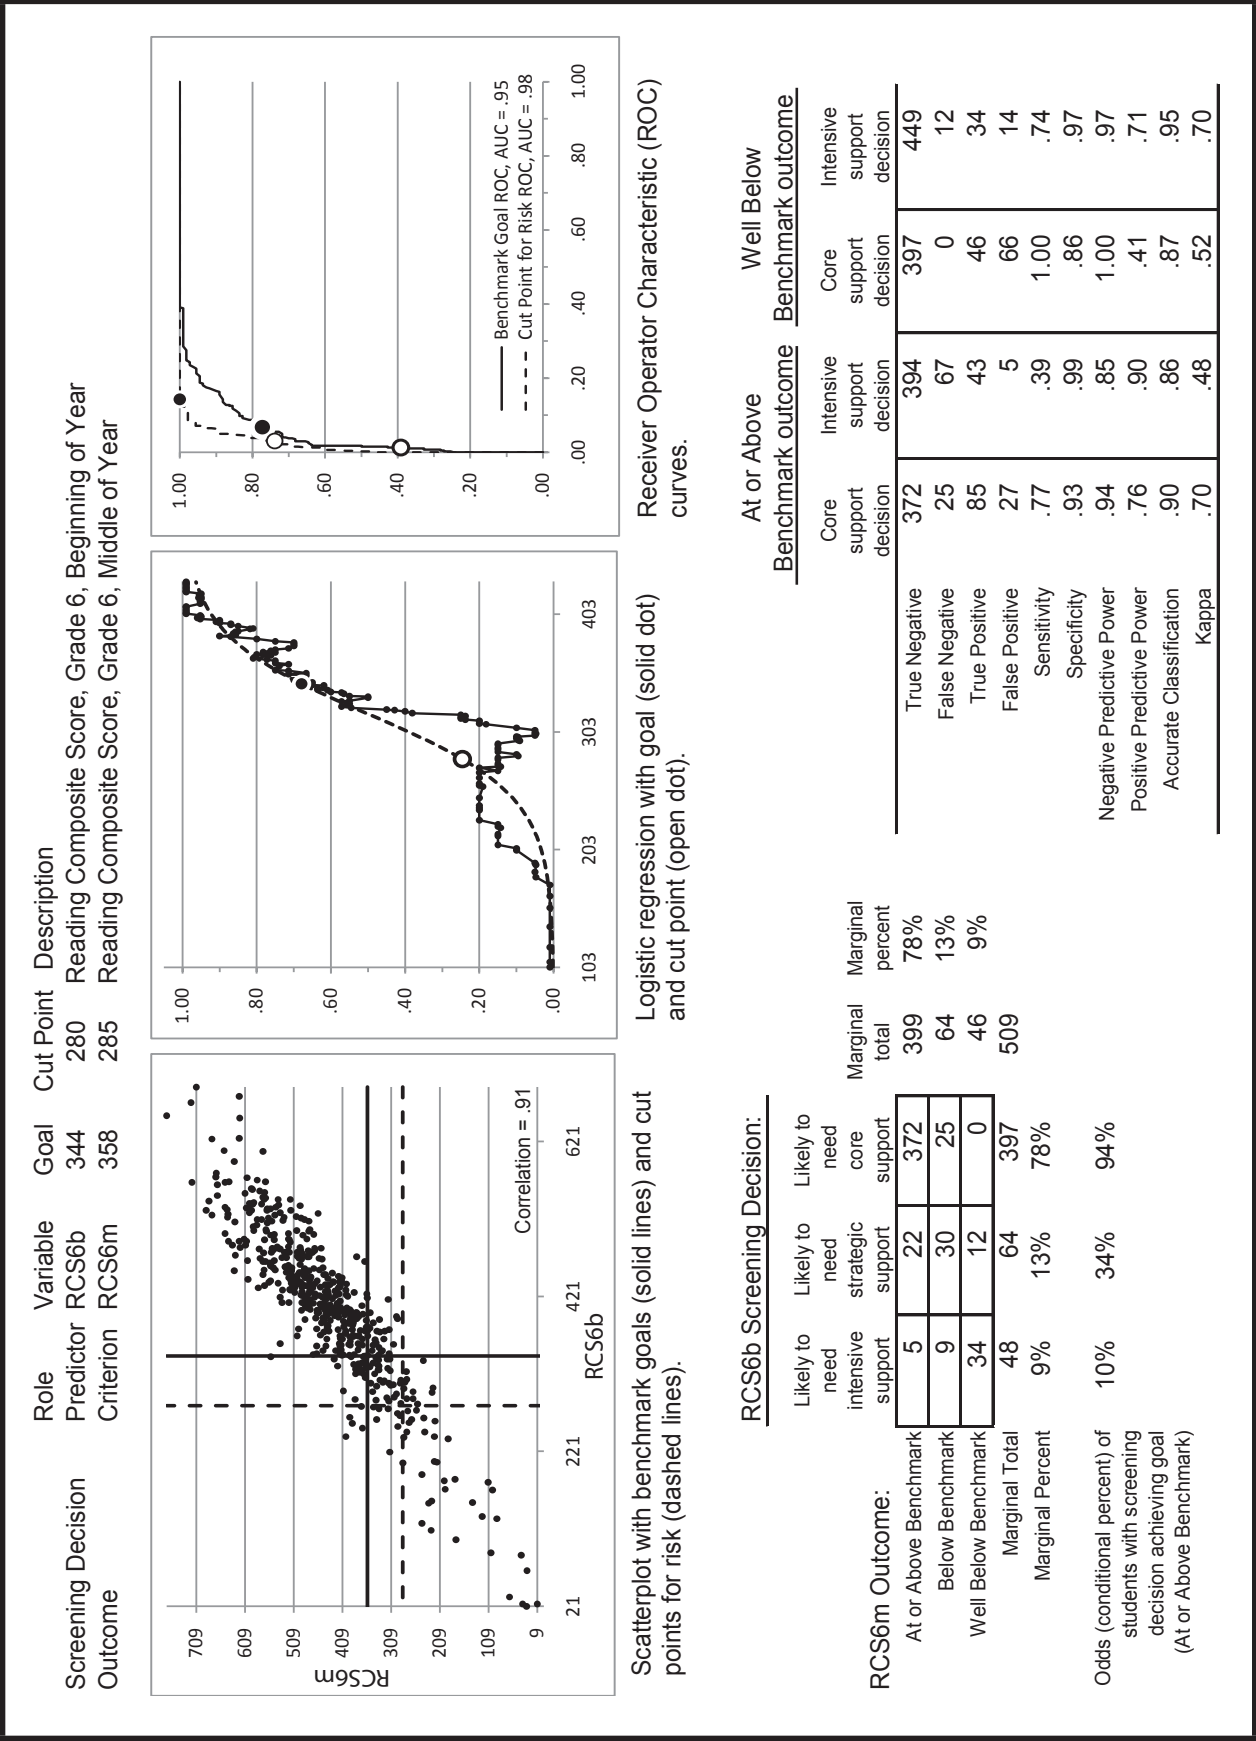 Role Variable Goal Cut Point Description
Screening Decision Predictor RCS6b 344 280 Reading Composite Score, Grade 6, Beginning of Year
Outcome Criterion RCS6m 358 285 Reading Composite Score, Grade 6, Middle of Year
709
609
509
409
309
209
109
9
RCS6m
21 221 421 621
RCS6b
Correlation = .91
Scatterplot with benchmark goals (solid lines) and cut
points for risk (dashed lines).
1.00
.80
.60
.40
.20
.00
103 203 303 403
Logistic regression with goal (solid dot)
and cut point (open dot).
1.00
.89
.60
.40
.20
.00
.00 .20 .40 .60 .80 1.00
Benchmark Goal ROC, AUC = .95
Cut Point for Risk ROC, AUC = .98
Receiver Operator Characteristic (ROC)
curves.
RCS6b Screening Decision:
Likely to Likely to Likely to
need need need
intensive strategic core Marginal Marginal
RCS6m Outcome: support support support total percent
At or Above Benchmark 5 22 372 399 78%
Below Benchmark 9 30 25 64 13%
Well Below Benchmark 34 12 0 46 9%
Marginal Total 48 64 397 509
Marginal Percent 9% 13% 78%
Odds (conditional percent) of 10% 34% 94%
students with screening
decision achieving goal
(At or Above Benchmark)
At or Above Well Below
Benchmark outcome Benchmark outcome
Core Intensive Core Intensive
support support support support
decision decision decision decision
True Negative 372 394 397 449
False Negative 25 67 0 12
True Positive 85 43 46 34
False Positive 27 5 66 14
Sensitivity .77 .39 1.00 .74
Specificity .93 .99 .86 .97
Negative Predictive Power .94 .85 1.00 .97
Positive Predictive Power .76 .90 .41 .71
Accurate Classification .90 .86 .87 .95
Kappa .70 .48 .52 .70